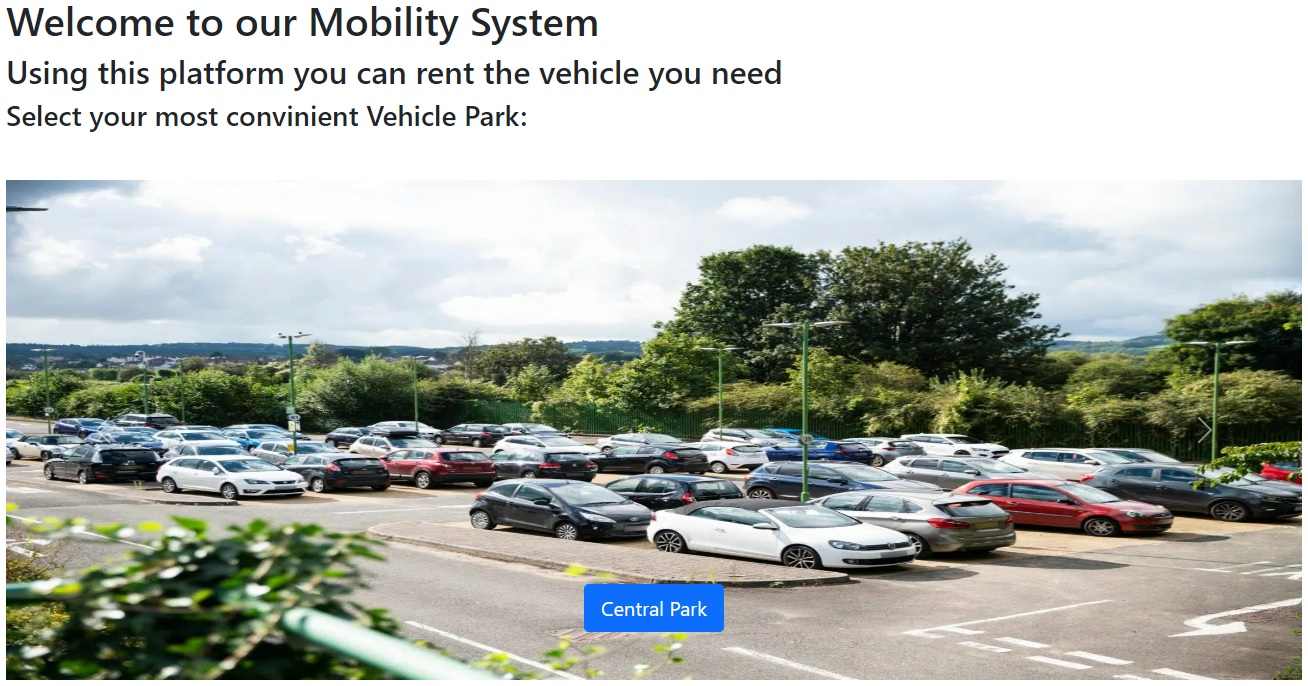 Welcome to our Mobility System
Using this platform you can rent the vehicle you need
Select your most convinient Vehicle Park:
Central Park